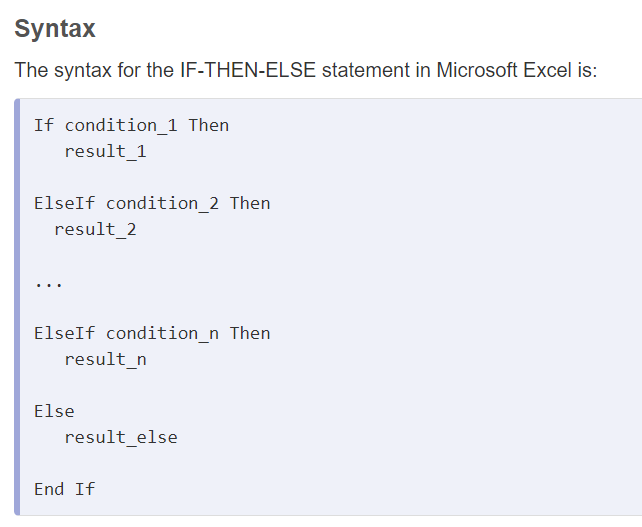 Syntax
The syntax for the IF-THEN-ELSE statement in Microsoft Excel is:
If condition_1 Then
result_1
ElseIf condition_2 Then
result_2
...
ElseIf condition_n Then
result_n
Else
result_else
End If